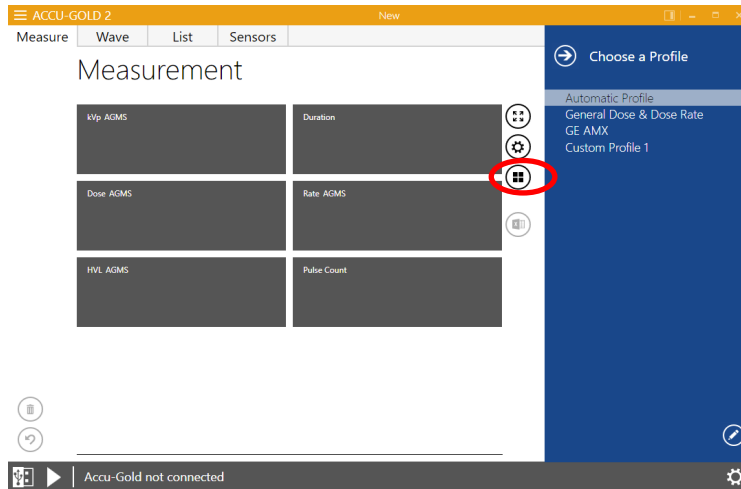 ACCU-GOLD 2
New
Measure Wave List Sensors
Measurement
kVp AGMS
Duration
Dose AGMS
Rate AGMS
HVL AGMS
Pulse Count
Choose a Profile
Automatic Profile
General Dose & Dose Rate
GE AMX
Custom Profile 1
Accu-Gold not connected